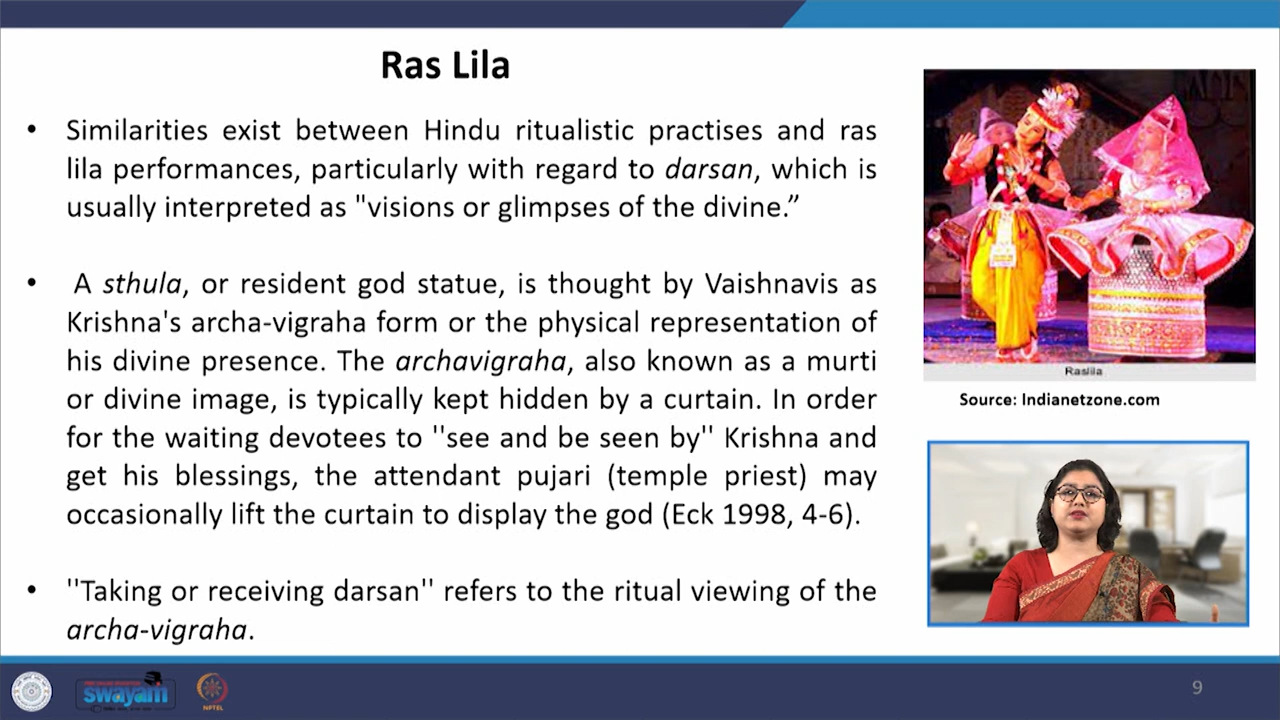 Ras Lila
• Similarities exist between Hindu ritualistic practises and ras
lila performances, particularly with regard to darsan, which is
usually interpreted as "visions or glimpses of the divine.”
• A sthula, or resident god statue, is thought by Vaishnavis as
Krishna's archa-vigraha form or the physical representation of
his divine presence. The archavigraha, also known as a murti
or divine image, is typically kept hidden by a curtain. In order
for the waiting devotees to ''see and be seen by'' Krishna and
get his blessings, the attendant pujari (temple priest) may
occasionally lift the curtain to display the god (Eck 1998, 4-6).
• ''Taking or receiving darsan'' refers to the ritual viewing of the
archa-vigraha.
Raslila
Source: Indianetzone.com
swayam
NPTEL
9